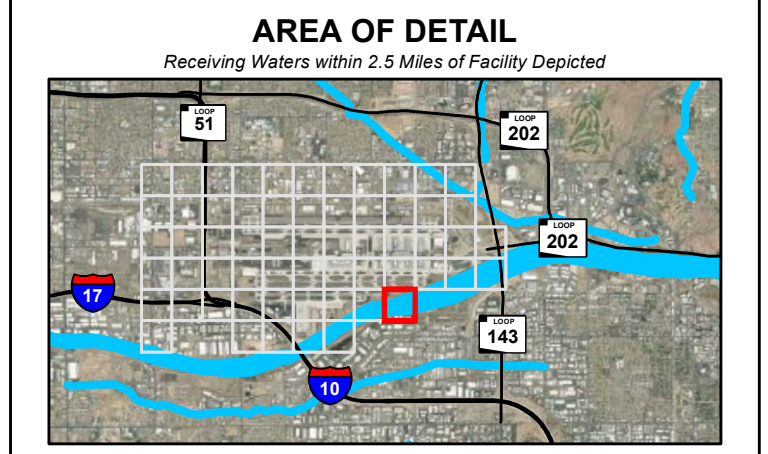 AREA OF DETAIL
Receiving Waters within 2.5 Miles of Facility Depicted
LOOP
51
LOOP
202
LOOP
202
17
LOOP
143
10